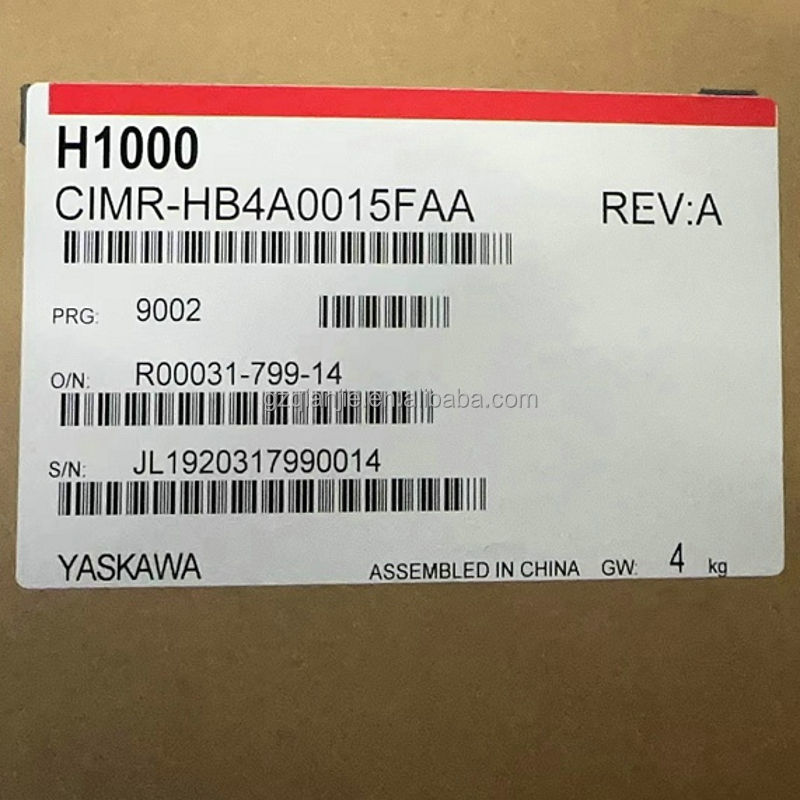 H1000
CIMR-HB4A0015FAA REV:A
PRG: 9002
O/N: R00031-799-14
gzqianjie.en.alibaba.com
S/N: JL1920317990014
YASKAWA ASSEMBLED IN CHINA GW: 4 kg